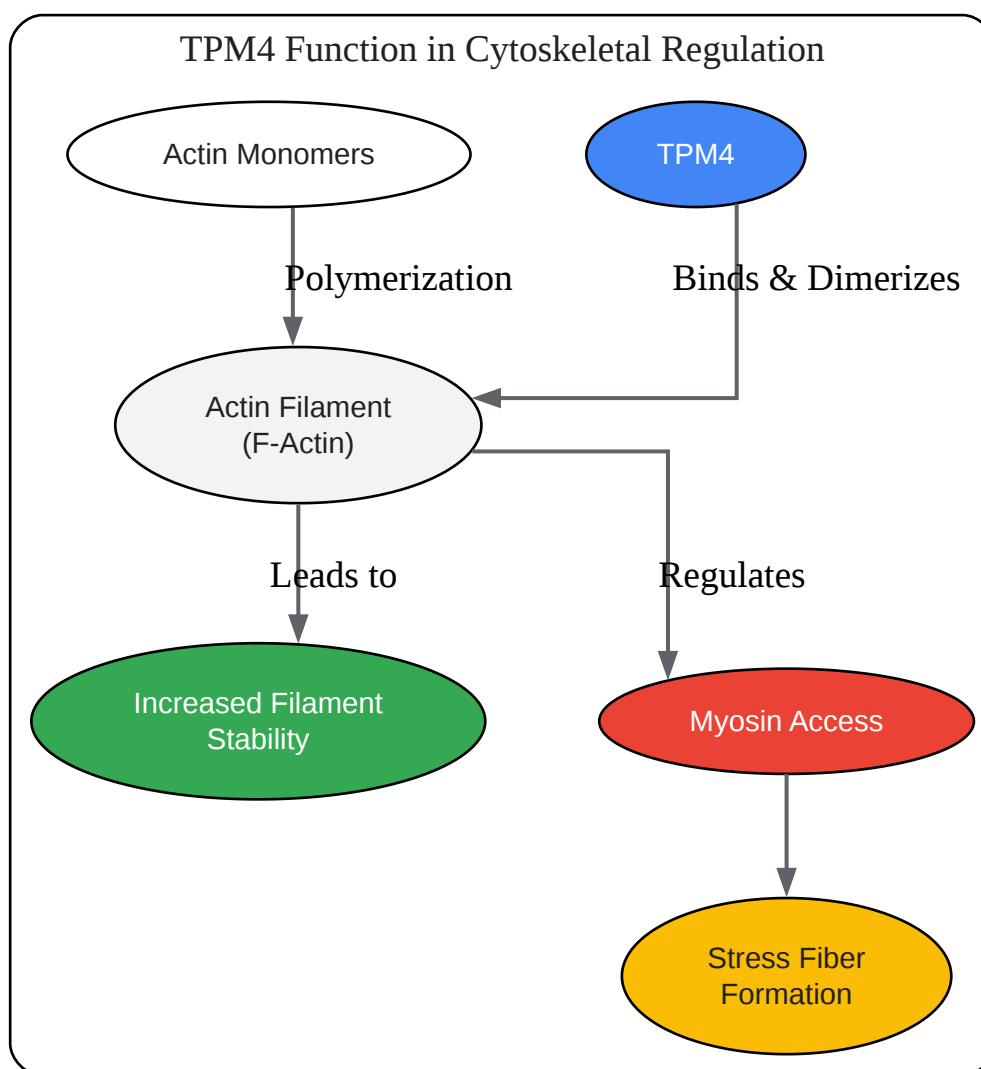 TPM4 Function in Cytoskeletal Regulation
Actin Monomers
TPM4
Polymerization
Binds & Dimerizes
Actin Filament
(F-Actin)
Leads to
Regulates
Increased Filament
Stability
Myosin Access
Stress Fiber
Formation